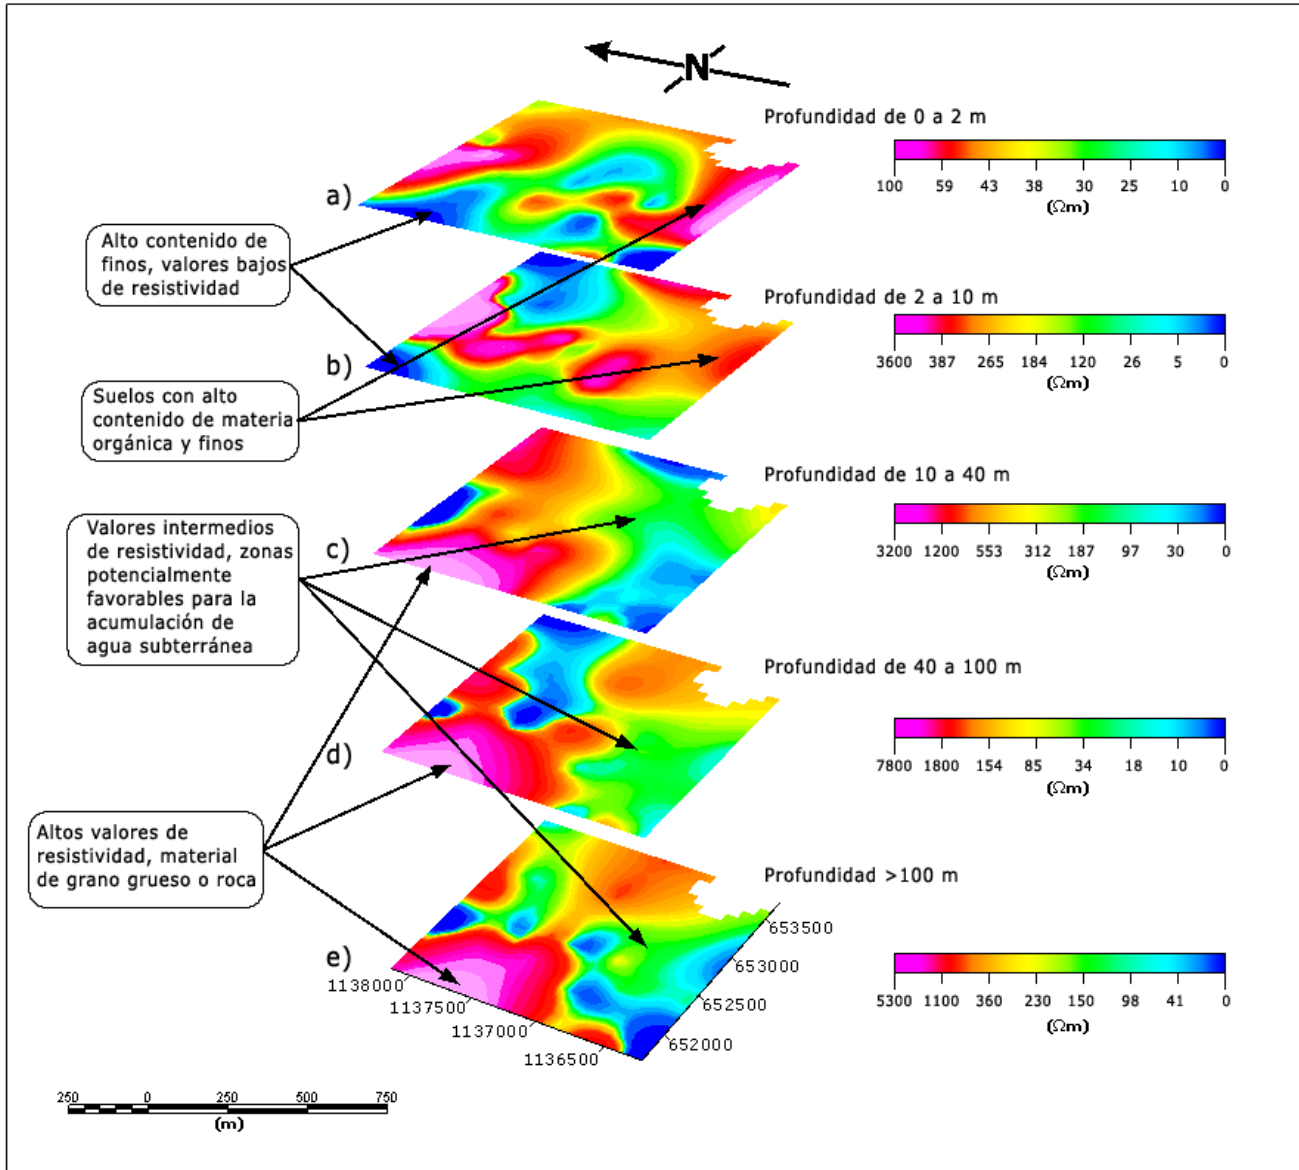 N
Profundidad de 0 a 2 m
100 59 43 38 30 25 10 0
(Ωm)
a)
Alto contenido de
finos, valores bajos
de resistividad
Profundidad de 2 a 10 m
3600 387 265 184 120 26 5 0
(Ωm)
b)
Suelos con alto
contenido de materia
orgánica y finos
Profundidad de 10 a 40 m
3200 1200 553 312 187 97 30 0
(Ωm)
c)
Valores intermedios
de resistividad, zonas
potencialmente
favorables para la
acumulación de
agua subterránea
Profundidad de 40 a 100 m
7800 1800 154 85 34 18 10 0
(Ωm)
d)
Altos valores de
resistividad, material
de grano grueso o roca
Profundidad >100 m
5300 1100 360 230 150 98 41 0
(Ωm)
e)
1138000
1137500
1137000
1136500
653500
653000
652500
652000
250 0 250 500 750
(m)